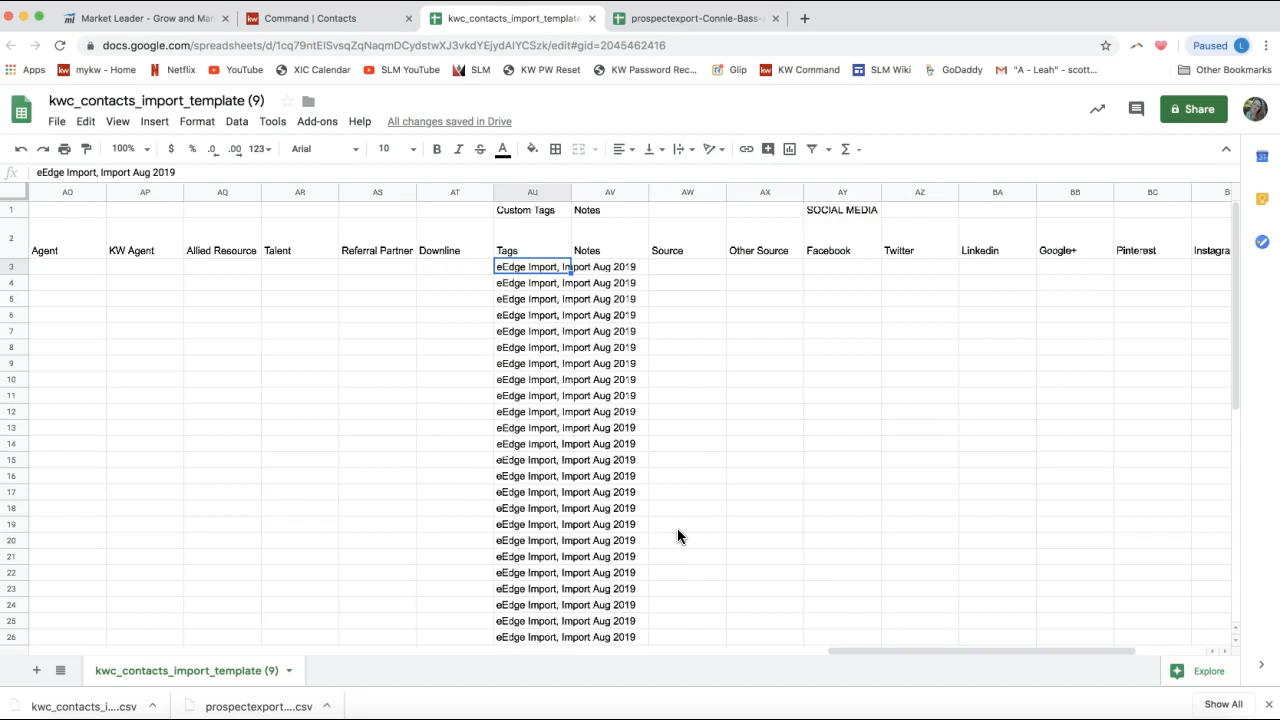 Market Leader - Grow and Mar
Command | Contacts
kwc_contacts_import_template
prospectexport-Connie-Bass-
docs.google.com/spreadsheets/d/1cq79ntEISvsqZqNaqmDCydstwXJ3vkdYEjydAIYCSzk/edit#gid=2045462416
Paused
Apps
mykw - Home
Netflix
YouTube
XIC Calendar
SLM YouTube
SLM
KW PW Reset
KW Password Rec...
Glip
KW Command
SLM Wiki
GoDaddy
"A - Leah" - scott...
Other Bookmarks
kwc_contacts_import_template (9)
File Edit View Insert Format Data Tools Add-ons Help All changes saved in Drive
Share
100% $ % .0 .00 123 Arial 10 B I S A
fx eEdge Import, Import Aug 2019
AO AP AQ AR AS AT AU AV AW AX AY AZ BA BB BC
1 Custom Tags Notes SOCIAL MEDIA
2 Agent KW Agent Allied Resource Talent Referral Partner Downline Tags Notes Source Other Source Facebook Twitter Linkedin Google+ Pinterest Instagra
3 eEdge Import, Import Aug 2019
4 eEdge Import, Import Aug 2019
5 eEdge Import, Import Aug 2019
6 eEdge Import, Import Aug 2019
7 eEdge Import, Import Aug 2019
8 eEdge Import, Import Aug 2019
9 eEdge Import, Import Aug 2019
10 eEdge Import, Import Aug 2019
11 eEdge Import, Import Aug 2019
12 eEdge Import, Import Aug 2019
13 eEdge Import, Import Aug 2019
14 eEdge Import, Import Aug 2019
15 eEdge Import, Import Aug 2019
16 eEdge Import, Import Aug 2019
17 eEdge Import, Import Aug 2019
18 eEdge Import, Import Aug 2019
19 eEdge Import, Import Aug 2019
20 eEdge Import, Import Aug 2019
21 eEdge Import, Import Aug 2019
22 eEdge Import, Import Aug 2019
23 eEdge Import, Import Aug 2019
24 eEdge Import, Import Aug 2019
25 eEdge Import, Import Aug 2019
26 eEdge Import, Import Aug 2019
kwc_contacts_import_template (9)
Explore
kwc_contacts_i....csv
prospectexport....csv
Show All